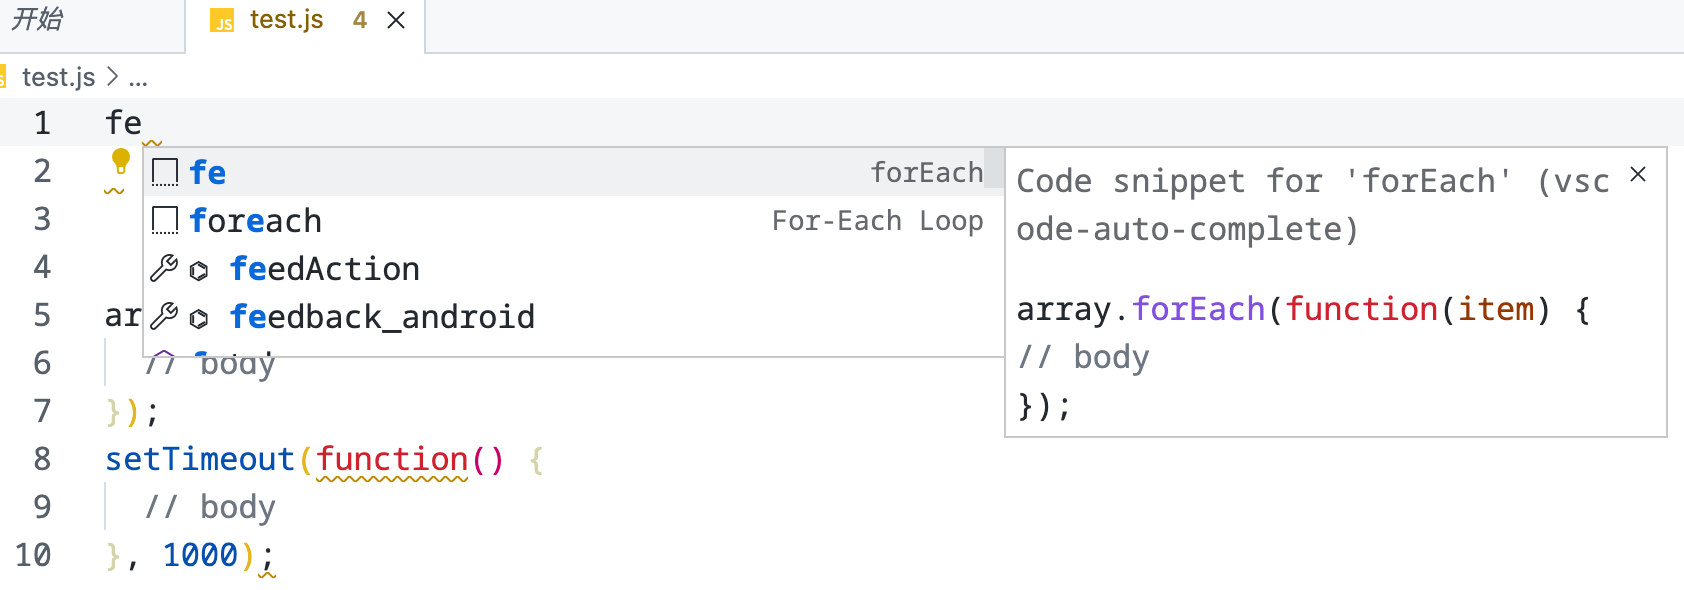 开始
JS test.js 4
test.js > ...
1 fe
2
3
4
5 ar
6 // body
7 });
8 setTimeout(function() {
9 // body
10 }, 1000);
fe forEach
foreach For-Each Loop
feedAction
feedback_android
Code snippet for 'forEach' (vsc
ode-auto-complete)
array.forEach(function(item) {
// body
});